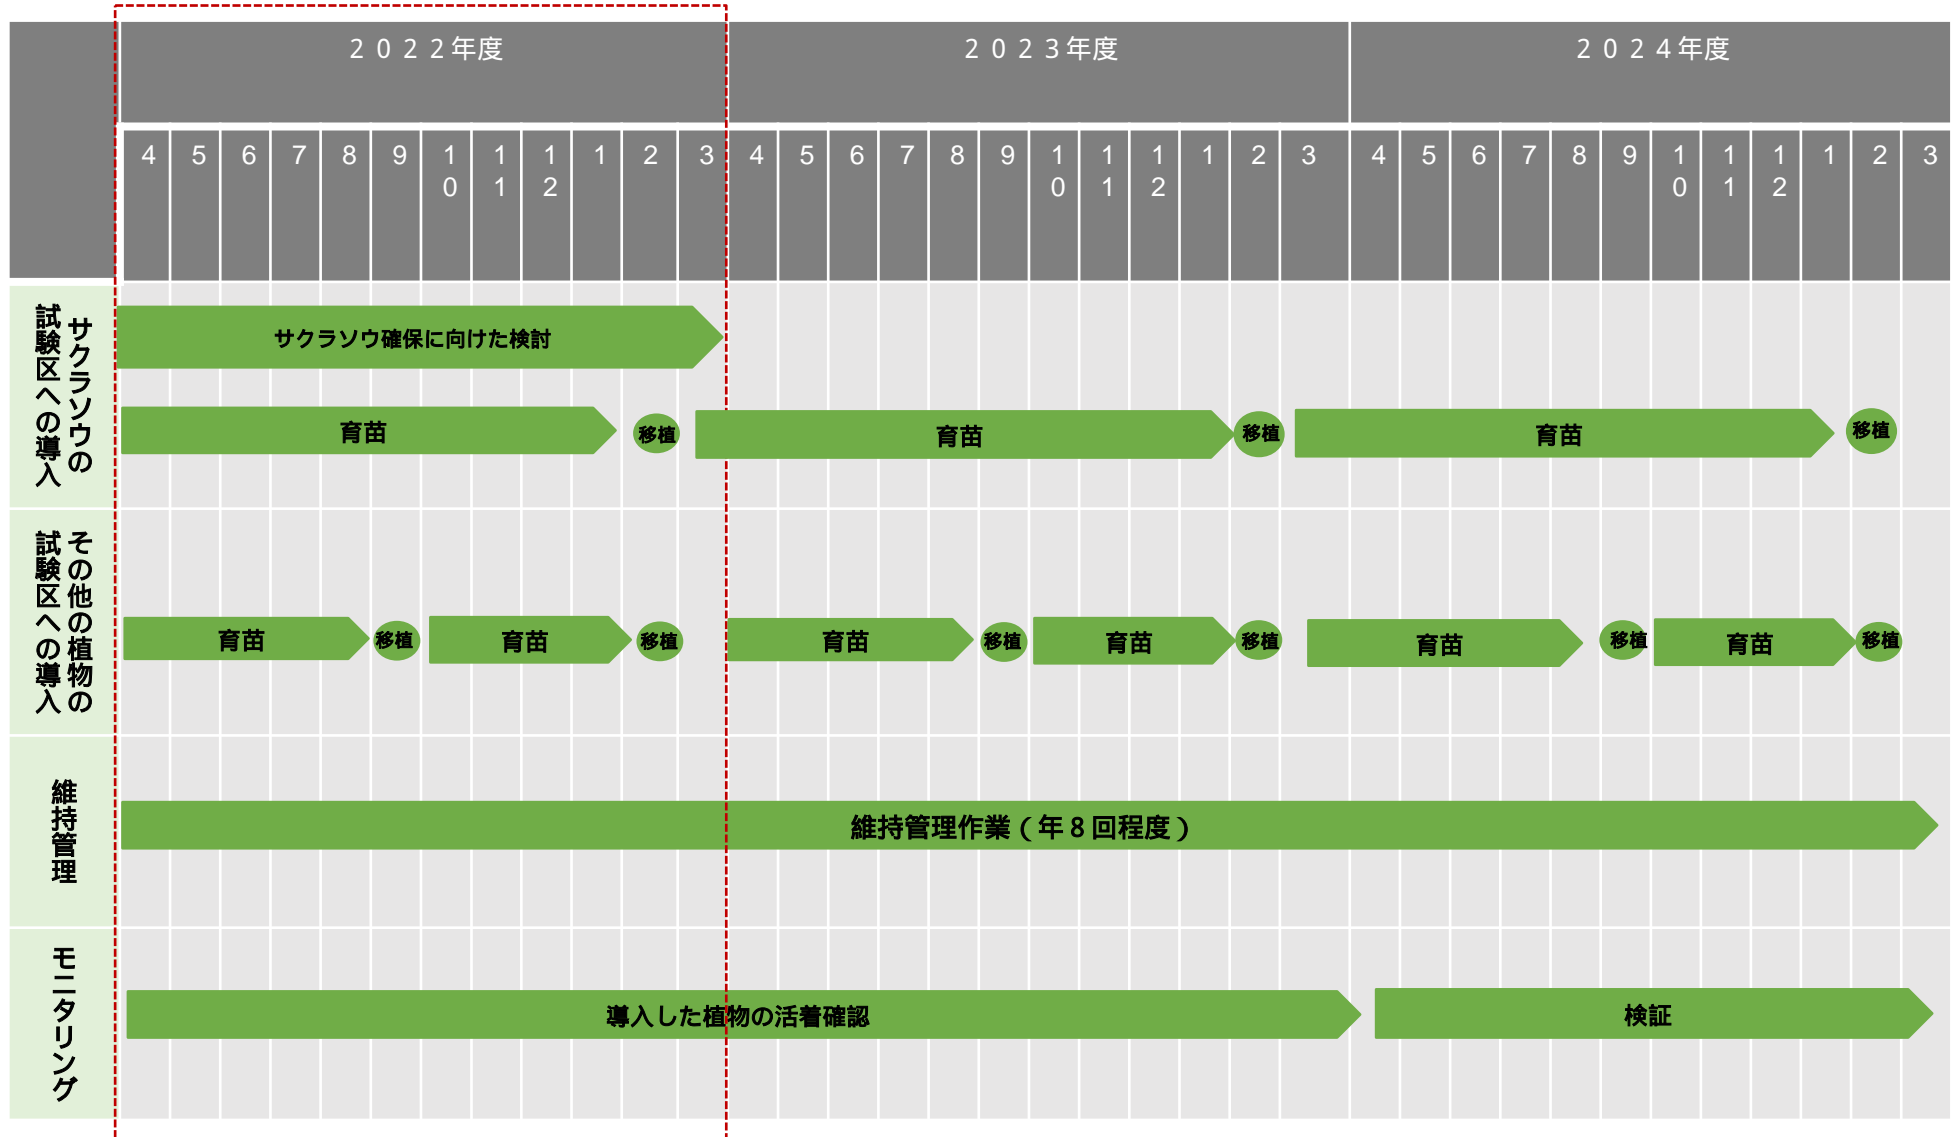 ２０２２年度
２０２３年度
２０２４年度
4 5 6 7 8 9 10 11 12 1 2 3 4 5 6 7 8 9 10 11 12 1 2 3 4 5 6 7 8 9 10 11 12 1 2 3
サクラソウの
試験区への導入
サクラソウ確保に向けた検討
育苗
移植
育苗
移植
育苗
移植
その他の植物の
試験区への導入
育苗
移植
育苗
移植
育苗
移植
育苗
移植
育苗
移植
育苗
移植
維持管理
維持管理作業（年８回程度）
モニタリング
導入した植物の活着確認
検証